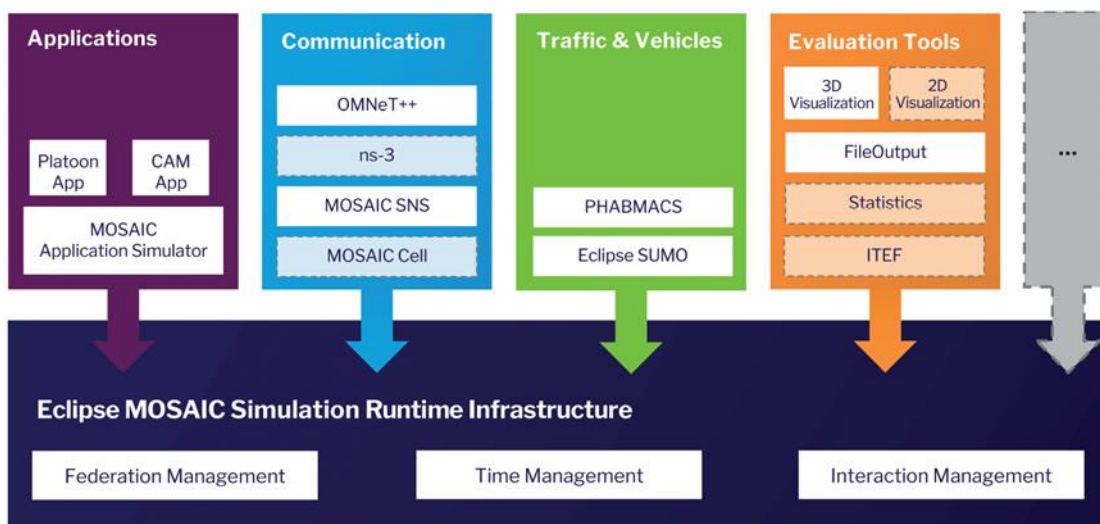 Applications
Platoon
App
CAM
App
MOSAIC
Application Simulator
Communication
OMNeT++
ns-3
MOSAIC SNS
MOSAIC Cell
Traffic & Vehicles
PHABMACS
Eclipse SUMO
Evaluation Tools
3D
Visualization
2D
Visualization
FileOutput
Statistics
ITEF
...
Eclipse MOSAIC Simulation Runtime Infrastructure
Federation Management
Time Management
Interaction Management